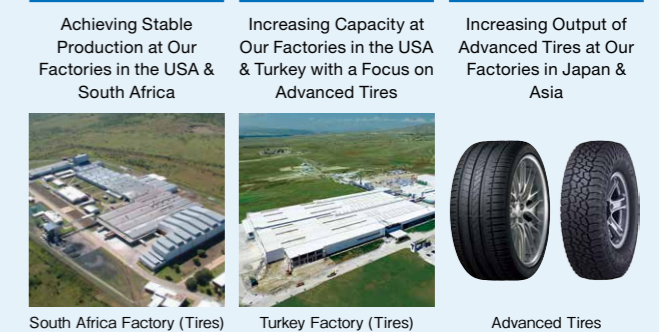 Achieving Stable
Production at Our
Factories in the USA &
South Africa
Increasing Capacity at
Our Factories in the USA
& Turkey with a Focus on
Advanced Tires
Increasing Output of
Advanced Tires at Our
Factories in Japan &
Asia
South Africa Factory (Tires)
Turkey Factory (Tires)
Advanced Tires